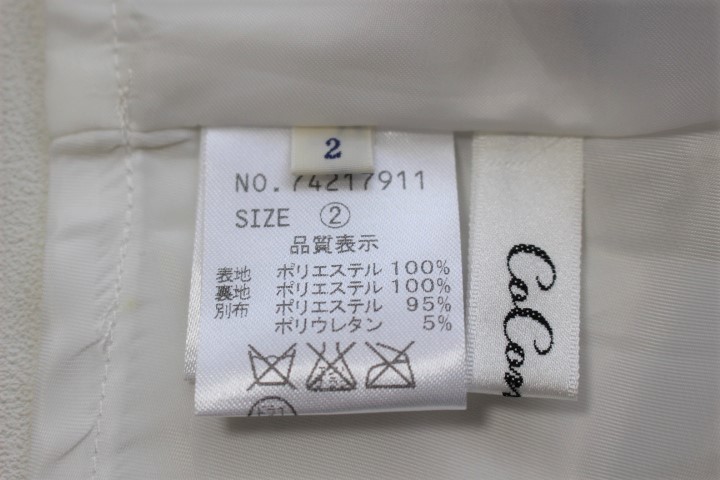 2
NO.74217911
SIZE ②
品質表示
表地 ポリエステル 100%
裏地 ポリエステル 100%
別布 ポリエステル 95%
ポリウレタン 5%